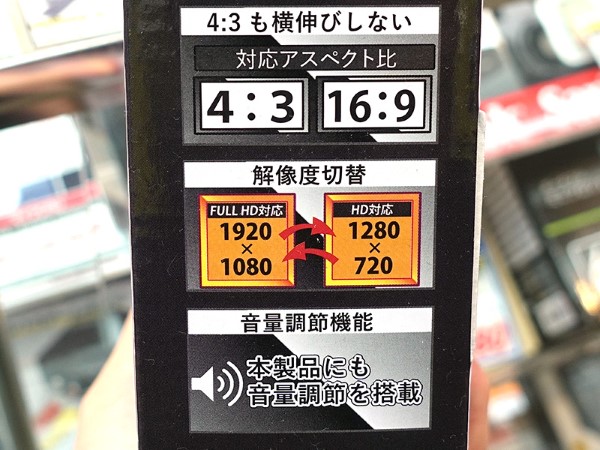 4:3 も横伸びしない
対応アスペクト比
4:3
16:9
解像度切替
FULL HD対応
1920
×
1080
HD対応
1280
×
720
音量調節機能
本製品にも
音量調節を搭載